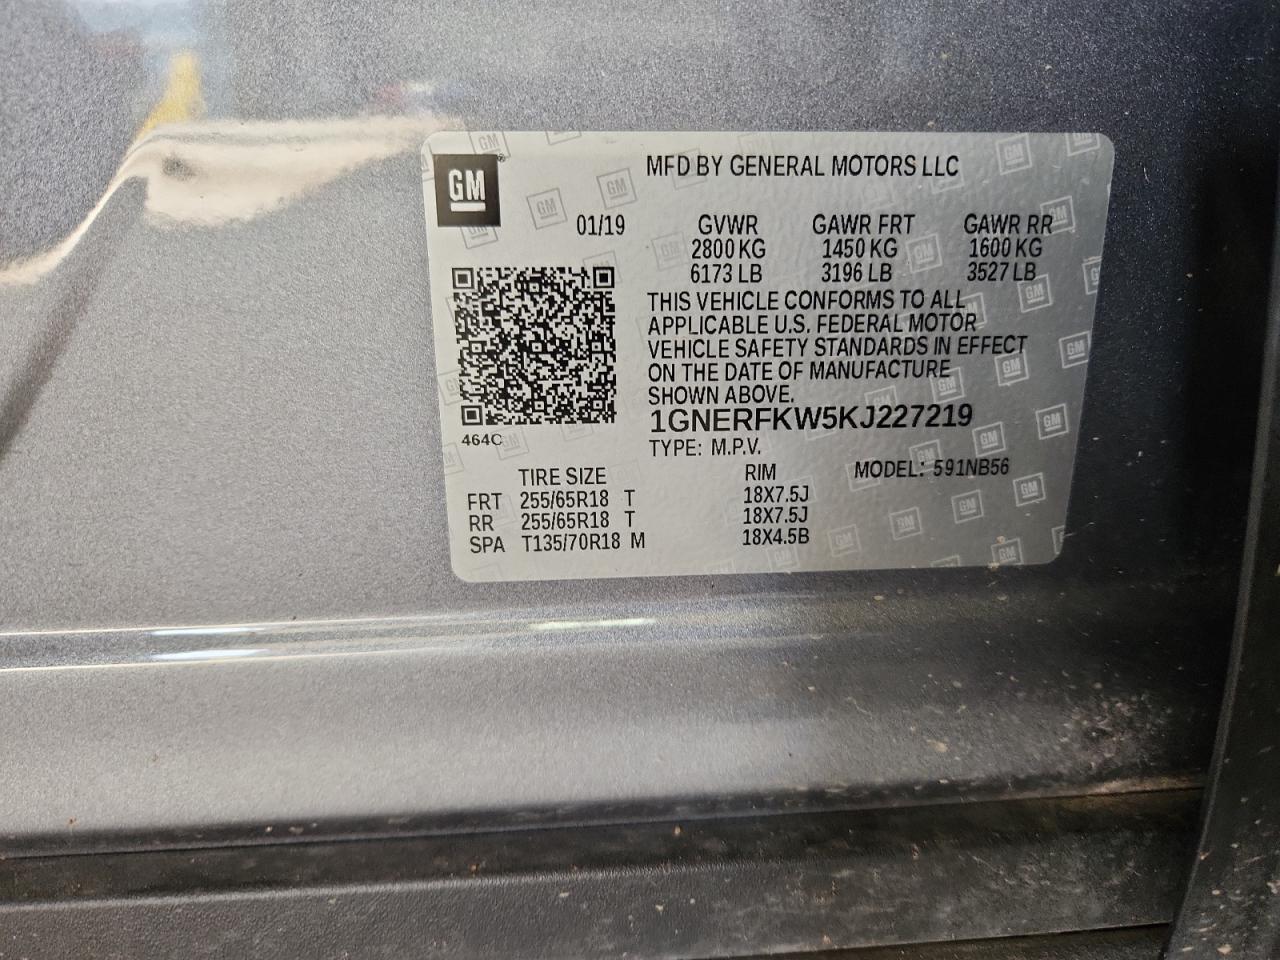 GM
MFD BY GENERAL MOTORS LLC
01/19 GVWR GAWR FRT GAWR RR
2800 KG 1450 KG 1600 KG
6173 LB 3196 LB 3527 LB
THIS VEHICLE CONFORMS TO ALL
APPLICABLE U.S. FEDERAL MOTOR
VEHICLE SAFETY STANDARDS IN EFFECT
ON THE DATE OF MANUFACTURE
SHOWN ABOVE.
1GNERFKW5KJ227219
464C
TYPE: M.P.V.
TIRE SIZE RIM MODEL: 591NB56
FRT 255/65R18 T 18X7.5J
RR 255/65R18 T 18X7.5J
SPA T135/70R18 M 18X4.5B